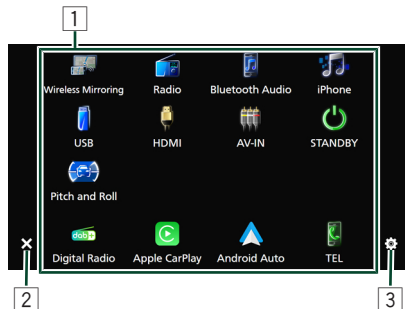 1
Wireless Mirroring Radio Bluetooth Audio iPhone
USB HDMI AV-IN STANDBY
Pitch and Roll
dab+
Digital Radio Apple CarPlay Android Auto TEL
2 3